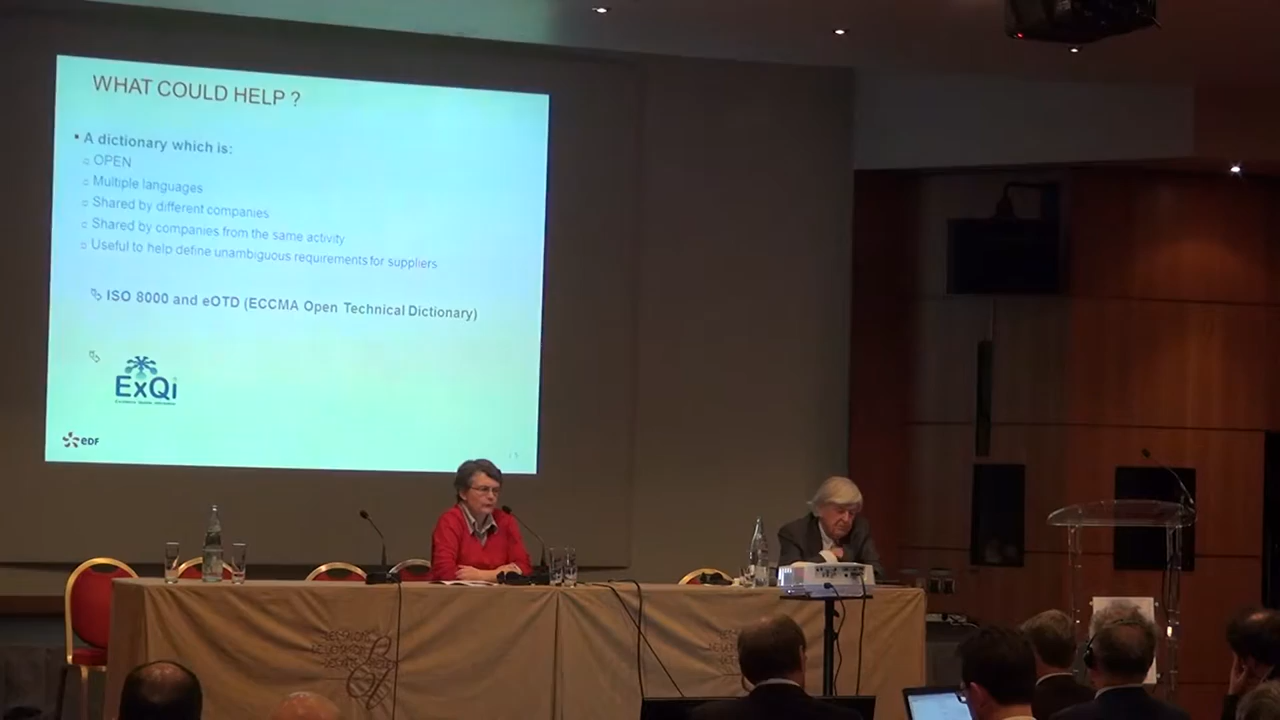 WHAT COULD HELP ?
▪ A dictionary which is:
o OPEN
o Multiple languages
o Shared by different companies
o Shared by companies from the same activity
o Useful to help define unambiguous requirements for suppliers
ISO 8000 and eOTD (ECCMA Open Technical Dictionary)
ExQi
eDF